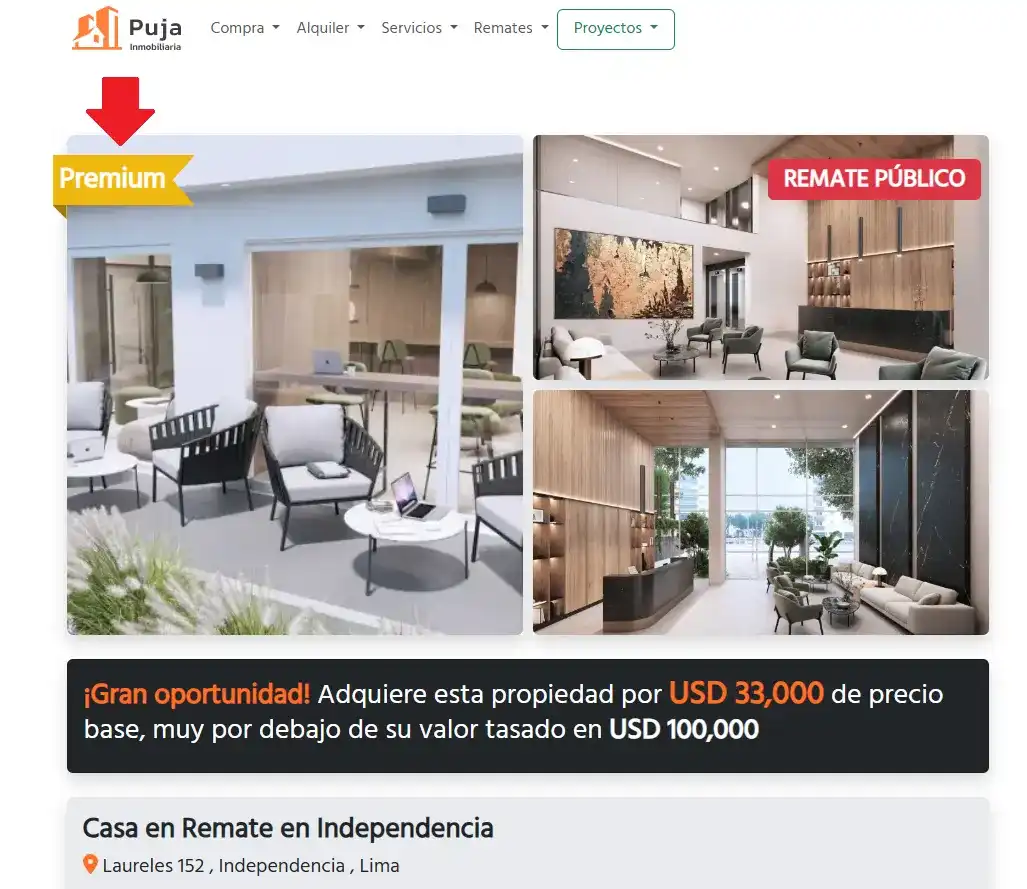 Puja
Inmobiliaria
Compra
Alquiler
Servicios
Remates
Proyectos
Premium
REMATE PÚBLICO
¡Gran oportunidad! Adquiere esta propiedad por USD 33,000 de precio
base, muy por debajo de su valor tasado en USD 100,000
Casa en Remate en Independencia
Laureles 152 , Independencia , Lima